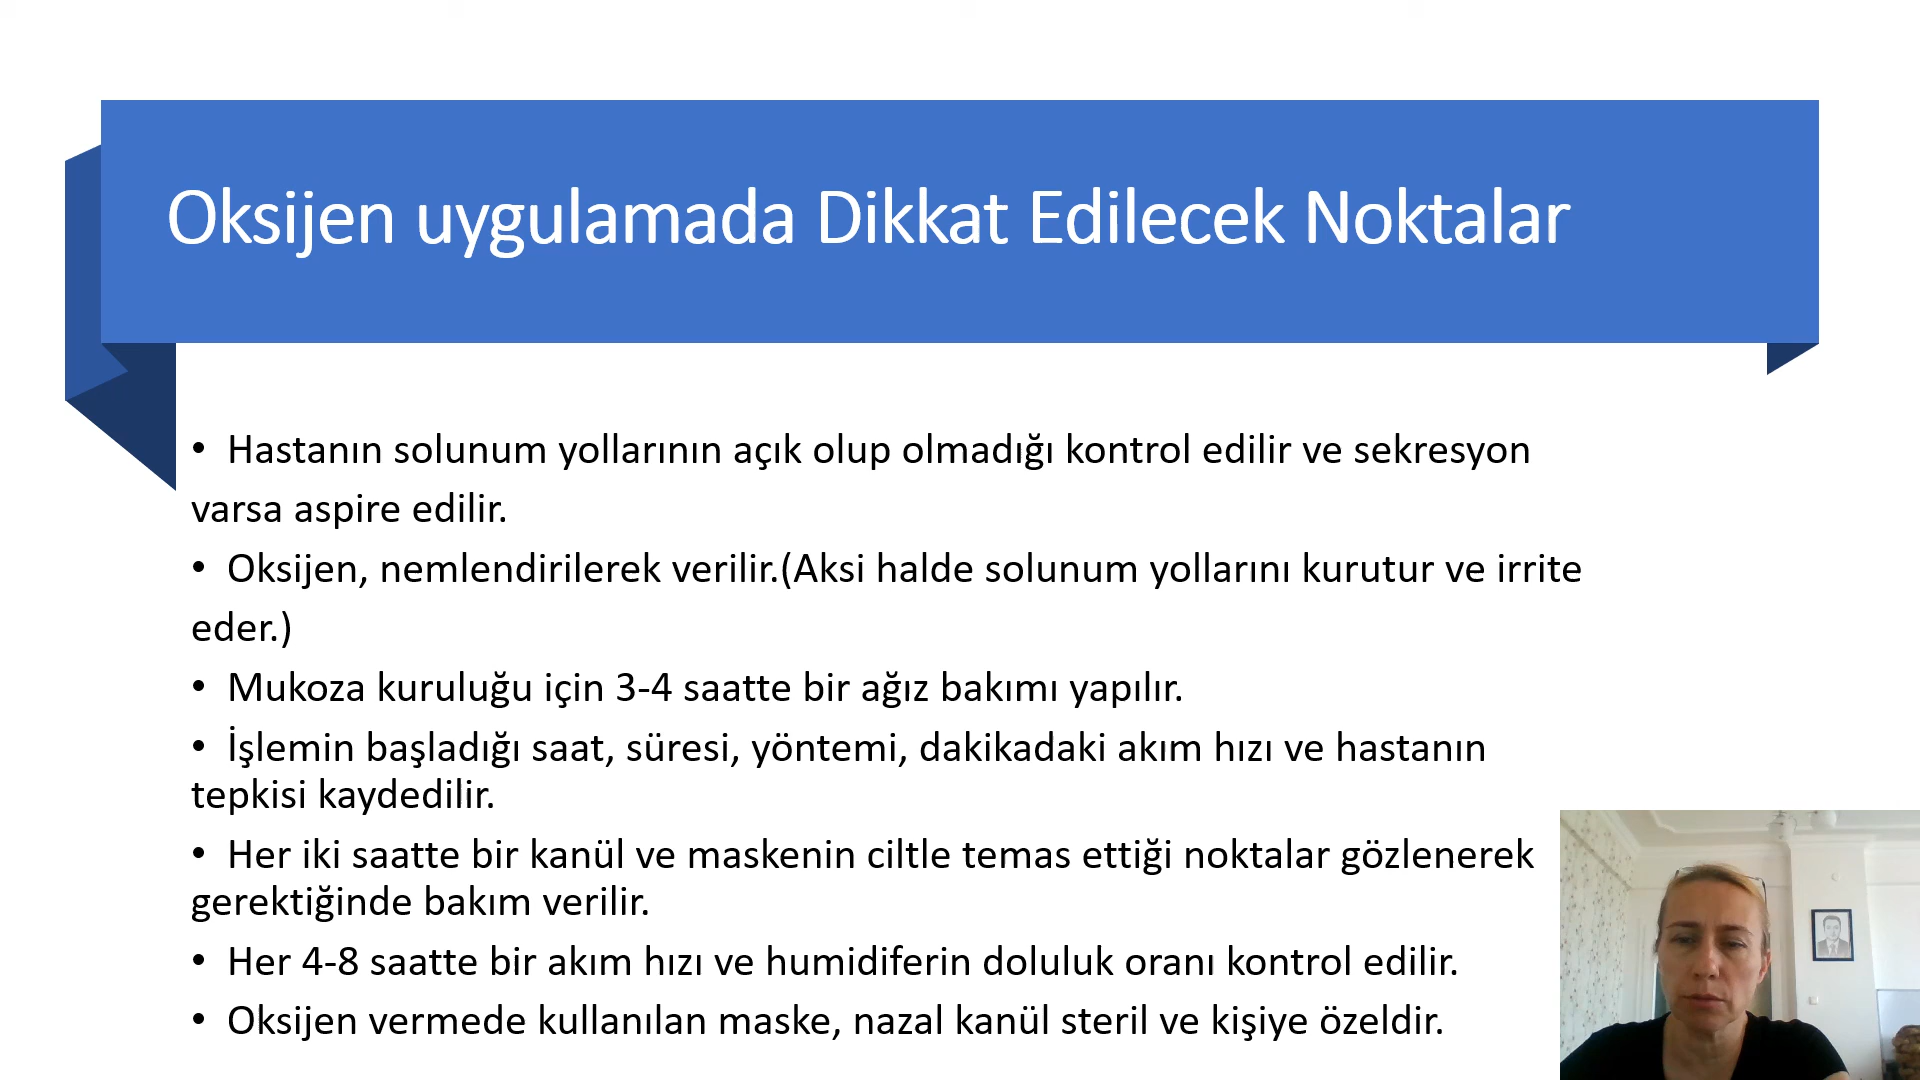 Oksijen uygulamada Dikkat Edilecek Noktalar
• Hastanın solunum yollarının açık olup olmadığı kontrol edilir ve sekresyon
varsa aspire edilir.
• Oksijen, nemlendirilerek verilir.(Aksi halde solunum yollarını kurutur ve irrite
eder.)
• Mukoza kuruluğu için 3-4 saatte bir ağız bakımı yapılır.
• İşlemin başladığı saat, süresi, yöntemi, dakikadaki akım hızı ve hastanın
tepkisi kaydedilir.
• Her iki saatte bir kanül ve maskenin ciltle temas ettiği noktalar gözlenerek
gerektiğinde bakım verilir.
• Her 4-8 saatte bir akım hızı ve humidiferin doluluk oranı kontrol edilir.
• Oksijen vermede kullanılan maske, nazal kanül steril ve kişiye özeldir.